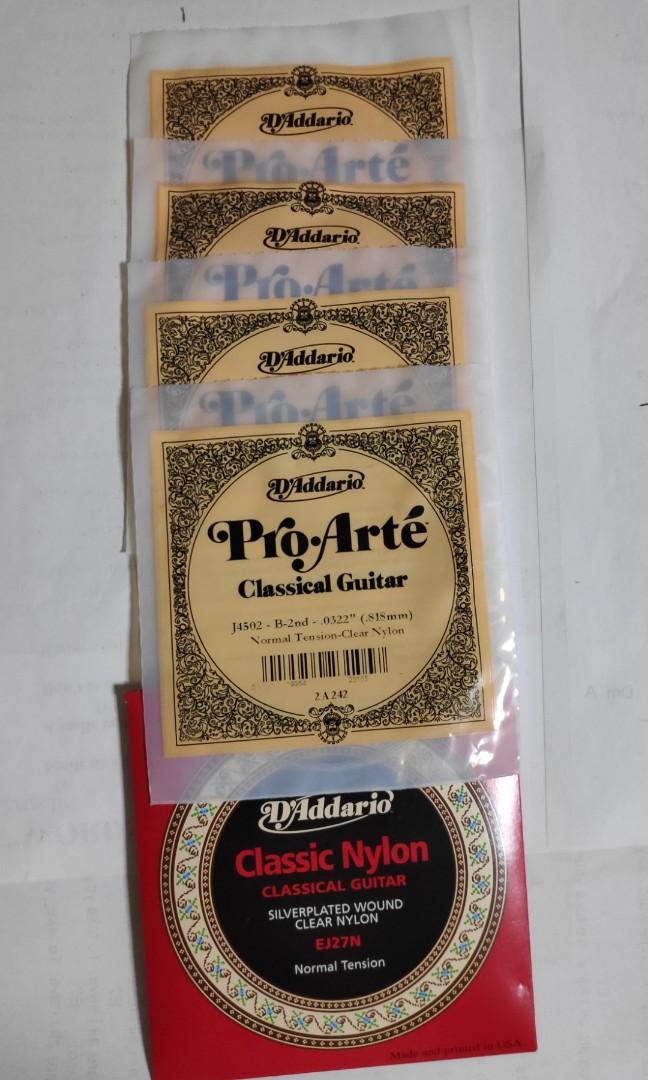 D'Addario
Pro·Arté
D'Addario
Pro·Arté
D'Addario
Pro·Arté
D'Addario
Pro·Arté
Classical Guitar
J4502 - B-2nd - .0322" (.818mm)
Normal Tension-Clear Nylon
2A242
D'Addario
Classic Nylon
CLASSICAL GUITAR
SILVERPLATED WOUND
CLEAR NYLON
EJ27N
Normal Tension
Made and printed in USA
Dm A